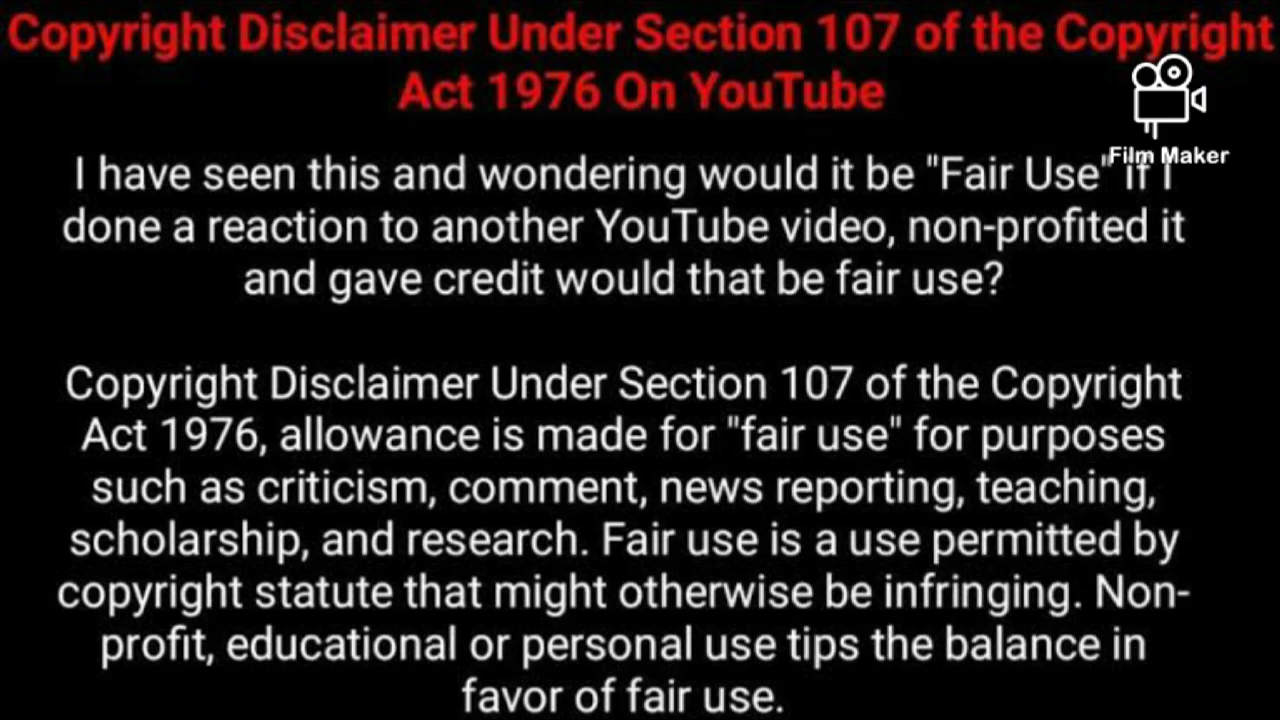 Copyright Disclaimer Under Section 107 of the Copyright
Act 1976 On YouTube
Film Maker
I have seen this and wondering would it be "Fair Use" if I
done a reaction to another YouTube video, non-profited it
and gave credit would that be fair use?
Copyright Disclaimer Under Section 107 of the Copyright
Act 1976, allowance is made for "fair use" for purposes
such as criticism, comment, news reporting, teaching,
scholarship, and research. Fair use is a use permitted by
copyright statute that might otherwise be infringing. Non-
profit, educational or personal use tips the balance in
favor of fair use.